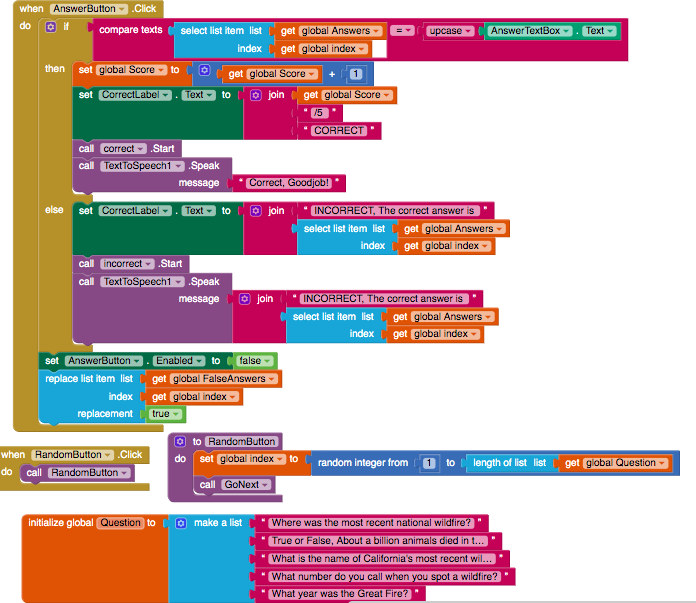 when AnswerButton .Click
do if compare texts select list item list get global Answers = upcase AnswerTextBox . Text
index get global index
then set global Score to get global Score + 1
set CorrectLabel . Text to join get global Score
" /5 "
" CORRECT "
call correct .Start
call TextToSpeech1 .Speak
message " Correct, Goodjob! "
else set CorrectLabel . Text to join " INCORRECT, The correct answer is "
select list item list get global Answers
index get global index
call incorrect .Start
call TextToSpeech1 .Speak
message join " INCORRECT, The correct answer is "
select list item list get global Answers
index get global index
set AnswerButton . Enabled to false
replace list item list get global FalseAnswers
index get global index
replacement true
when RandomButton .Click
do call RandomButton
to RandomButton
do set global index to random integer from 1 to length of list list get global Question
call GoNext
initialize global Question to make a list " Where was the most recent national wildfire? "
" True or False, About a billion animals died in t... "
" What is the name of California's most recent wil... "
" What number do you call when you spot a wildfire? "
" What year was the Great Fire? "